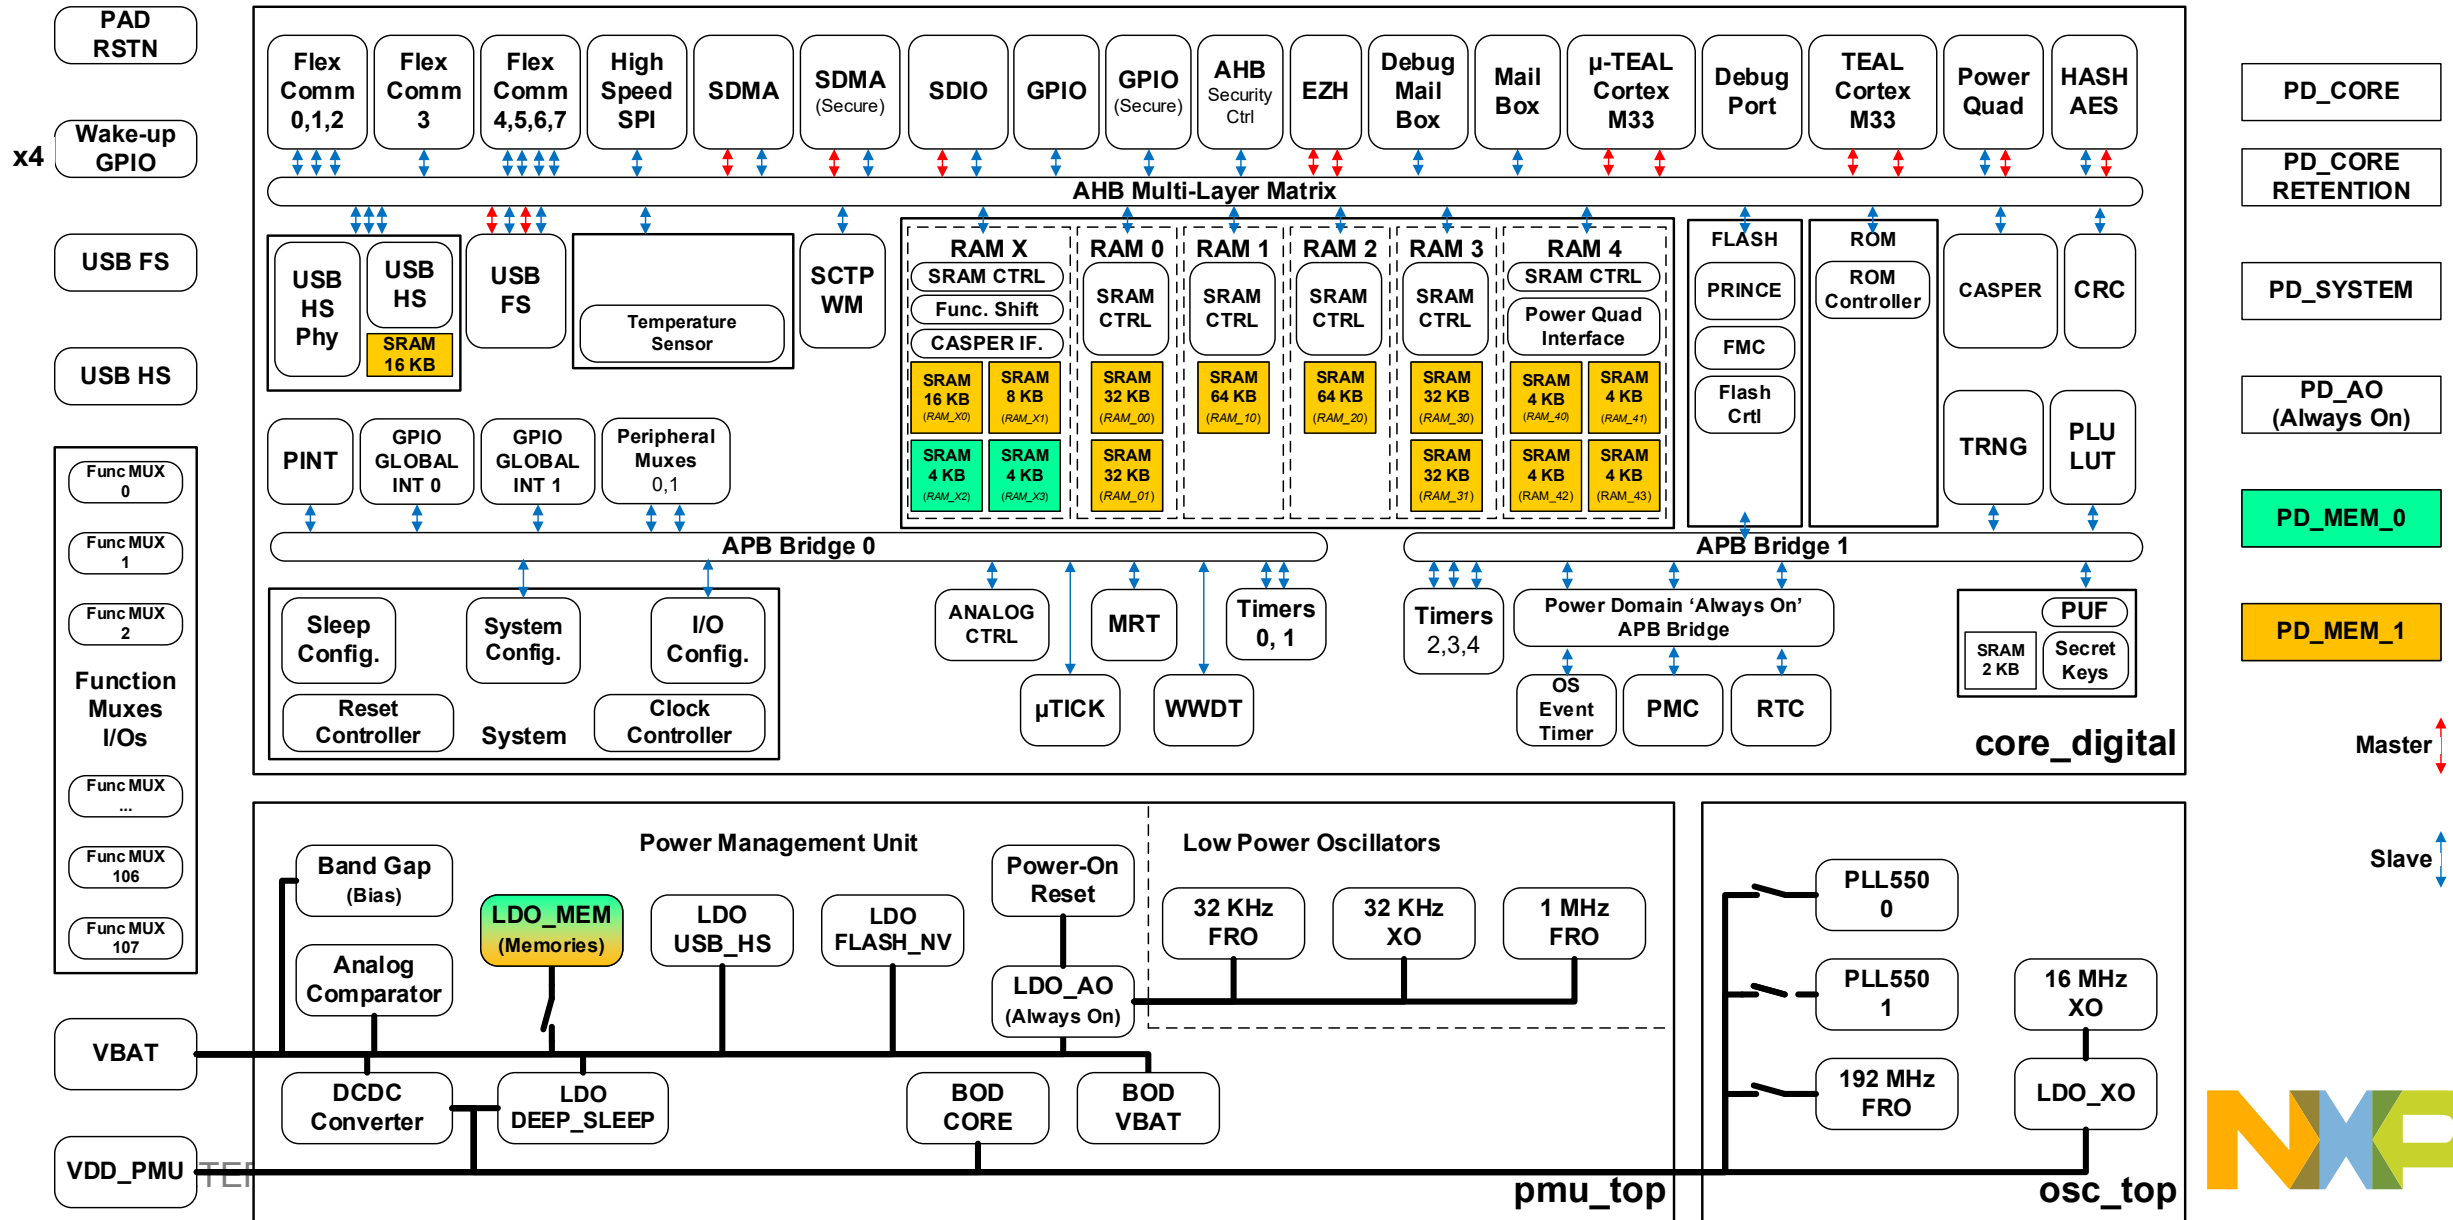 PAD
RSTN
x4
Wake-up
GPIO
USB FS
USB HS
Func MUX
0
Func MUX
1
Func MUX
2
Function
Muxes
I/Os
Func MUX
...
Func MUX
106
Func MUX
107
VBAT
VDD_PMU
Flex
Comm
0,1,2
Flex
Comm
3
Flex
Comm
4,5,6,7
High
Speed
SPI
SDMA
SDMA
(Secure)
SDIO
GPIO
GPIO
(Secure)
AHB
Security
Ctrl
EZH
Debug
Mail
Box
Mail
Box
µ-TEAL
Cortex
M33
Debug
Port
TEAL
Cortex
M33
Power
Quad
HASH
AES
AHB Multi-Layer Matrix
USB
HS
Phy
USB
HS
SRAM
16 KB
USB
FS
Temperature
Sensor
SCTP
WM
RAM X
SRAM CTRL
Func. Shift
CASPER IF.
SRAM
16 KB
(RAM_X0)
SRAM
8 KB
(RAM_X1)
SRAM
4 KB
(RAM_X2)
SRAM
4 KB
(RAM_X3)
RAM 0
SRAM
CTRL
SRAM
32 KB
(RAM_00)
SRAM
32 KB
(RAM_01)
RAM 1
SRAM
CTRL
SRAM
64 KB
(RAM_10)
RAM 2
SRAM
CTRL
SRAM
64 KB
(RAM_20)
RAM 3
SRAM
CTRL
SRAM
32 KB
(RAM_30)
SRAM
32 KB
(RAM_31)
RAM 4
SRAM CTRL
Power Quad
Interface
SRAM
4 KB
(RAM_40)
SRAM
4 KB
(RAM_41)
SRAM
4 KB
(RAM_42)
SRAM
4 KB
(RAM_43)
FLASH
PRINCE
FMC
Flash
Crtl
ROM
ROM
Controller
CASPER
CRC
TRNG
PLU
LUT
PINT
GPIO
GLOBAL
INT 0
GPIO
GLOBAL
INT 1
Peripheral
Muxes
0,1
APB Bridge 0
APB Bridge 1
Sleep
Config.
System
Config.
I/O
Config.
Reset
Controller
System
Clock
Controller
ANALOG
CTRL
µTICK
MRT
WWDT
Timers
0, 1
Timers
2,3,4
Power Domain ‘Always On’
APB Bridge
OS
Event
Timer
PMC
RTC
PUF
SRAM
2 KB
Secret
Keys
core_digital
Power Management Unit
Band Gap
(Bias)
Analog
Comparator
LDO_MEM
(Memories)
LDO
USB_HS
LDO
FLASH_NV
Power-On
Reset
LDO_AO
(Always On)
Low Power Oscillators
32 KHz
FRO
32 KHz
XO
1 MHz
FRO
DCDC
Converter
LDO
DEEP_SLEEP
BOD
CORE
BOD
VBAT
pmu_top
PLL550
0
PLL550
1
192 MHz
FRO
16 MHz
XO
LDO_XO
osc_top
PD_CORE
PD_CORE
RETENTION
PD_SYSTEM
PD_AO
(Always On)
PD_MEM_0
PD_MEM_1
Master
Slave
NXP